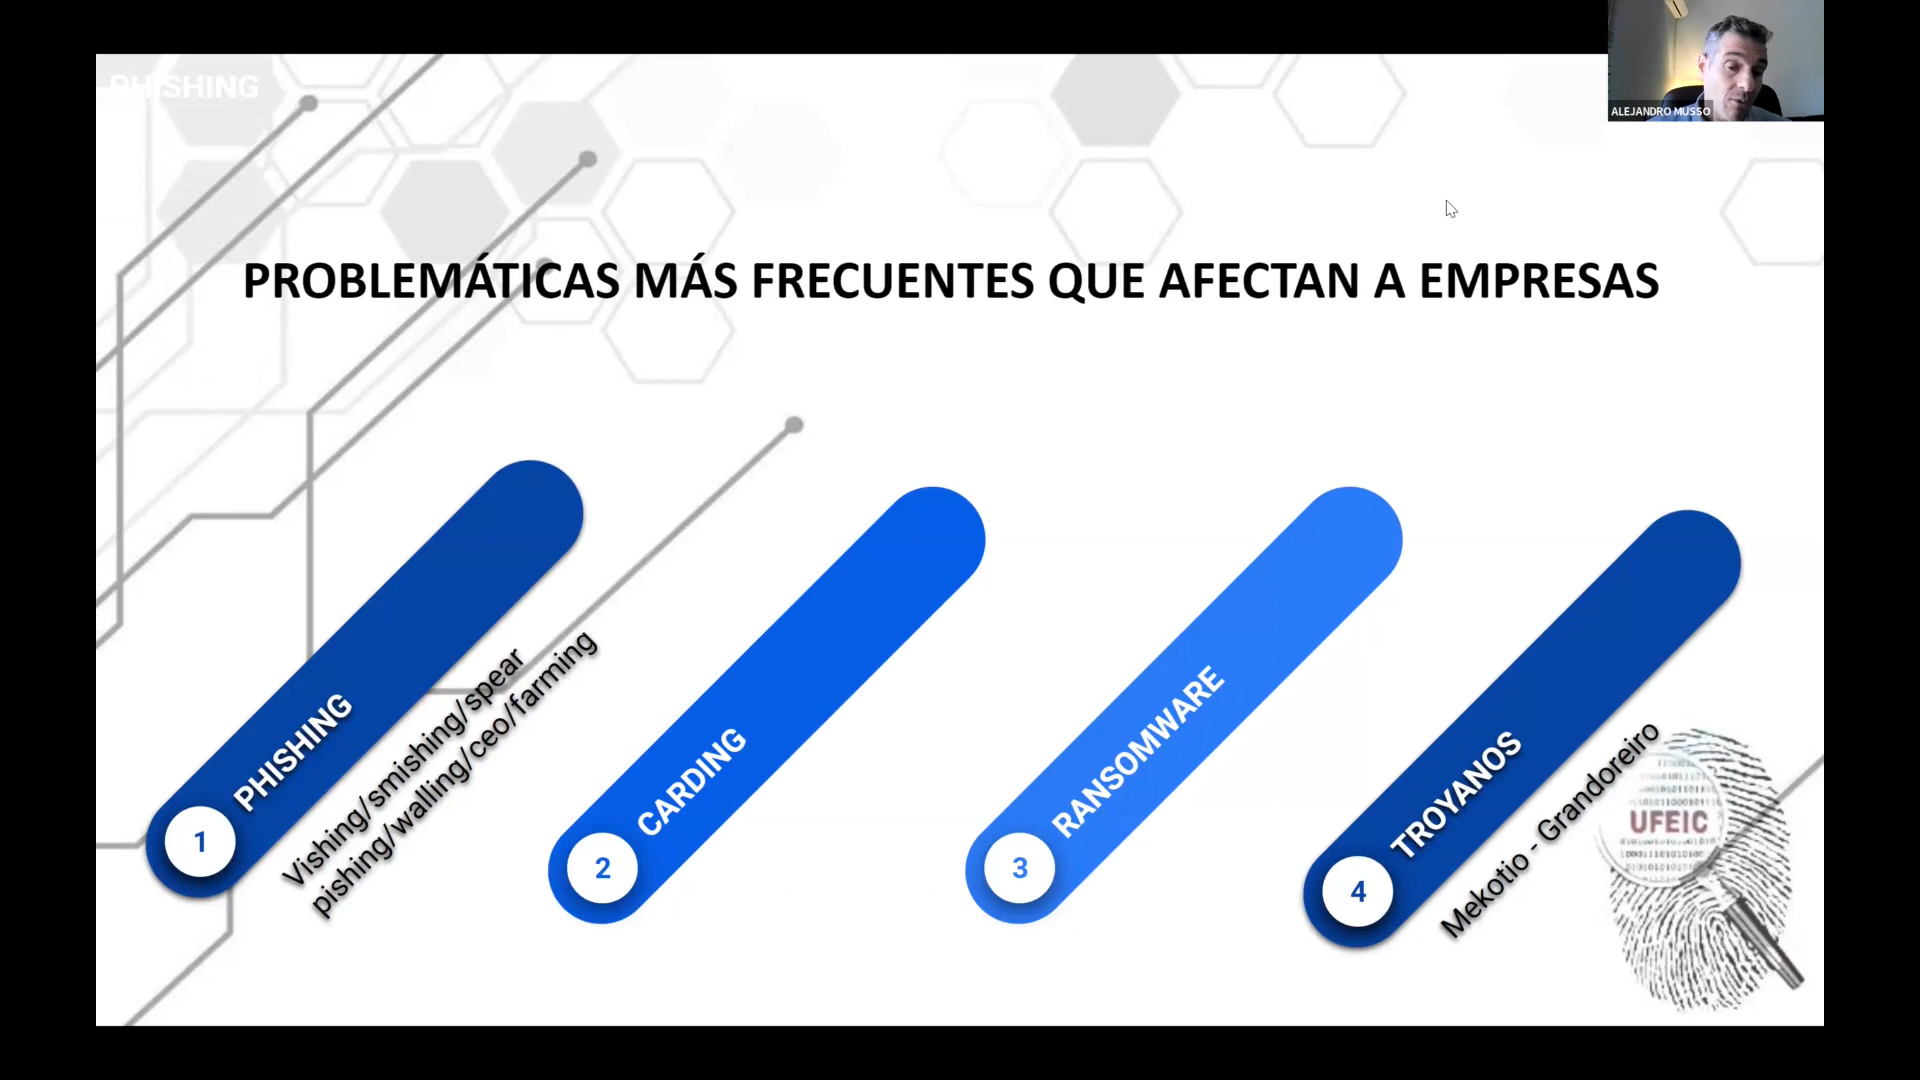 PHISHING
ALEJANDRO MUSSO
PROBLEMÁTICAS MÁS FRECUENTES QUE AFECTAN A EMPRESAS
1
PHISHING
Vishing/smishing/spear
pishing/walling/ceo/farming
2
CARDING
3
RANSOMWARE
4
TROYANOS
Mekotio - Grandoreiro
UFEIC